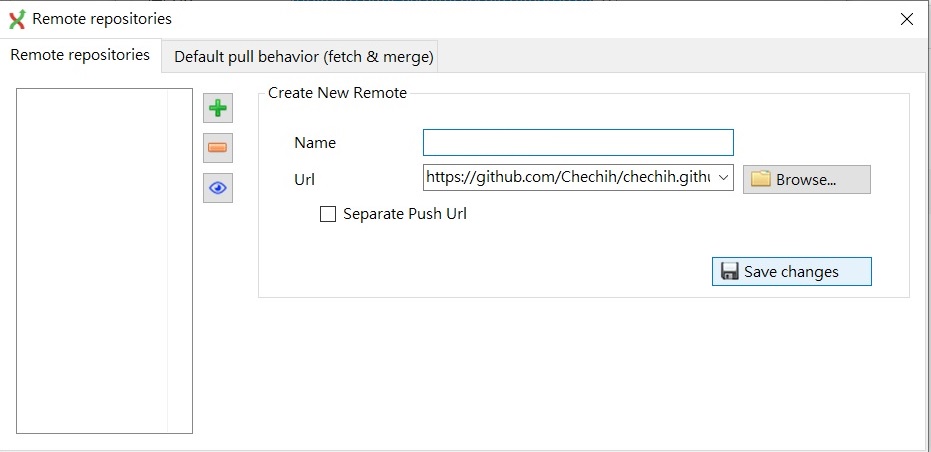 Remote repositories
Remote repositories Default pull behavior (fetch & merge)
Create New Remote
Name
Url https://github.com/Chechih/chechih.githu Browse...
Separate Push Url
Save changes